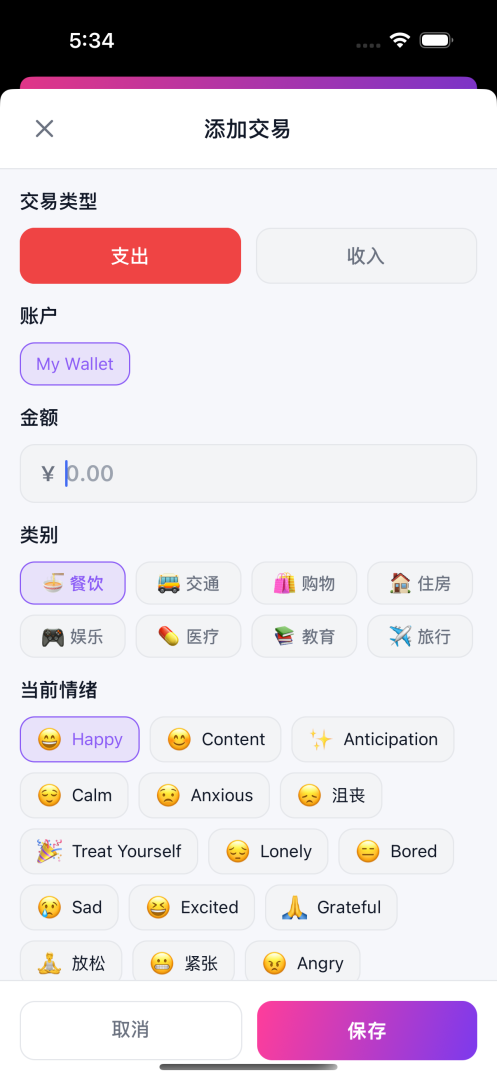 5:34
添加交易
交易类型
支出 收入
账户
My Wallet
金额
¥ 0.00
类别
餐饮 交通 购物 住房
娱乐 医疗 教育 旅行
当前情绪
Happy Content Anticipation
Calm Anxious 沮丧
Treat Yourself Lonely Bored
Sad Excited Grateful
放松 紧张 Angry
取消 保存